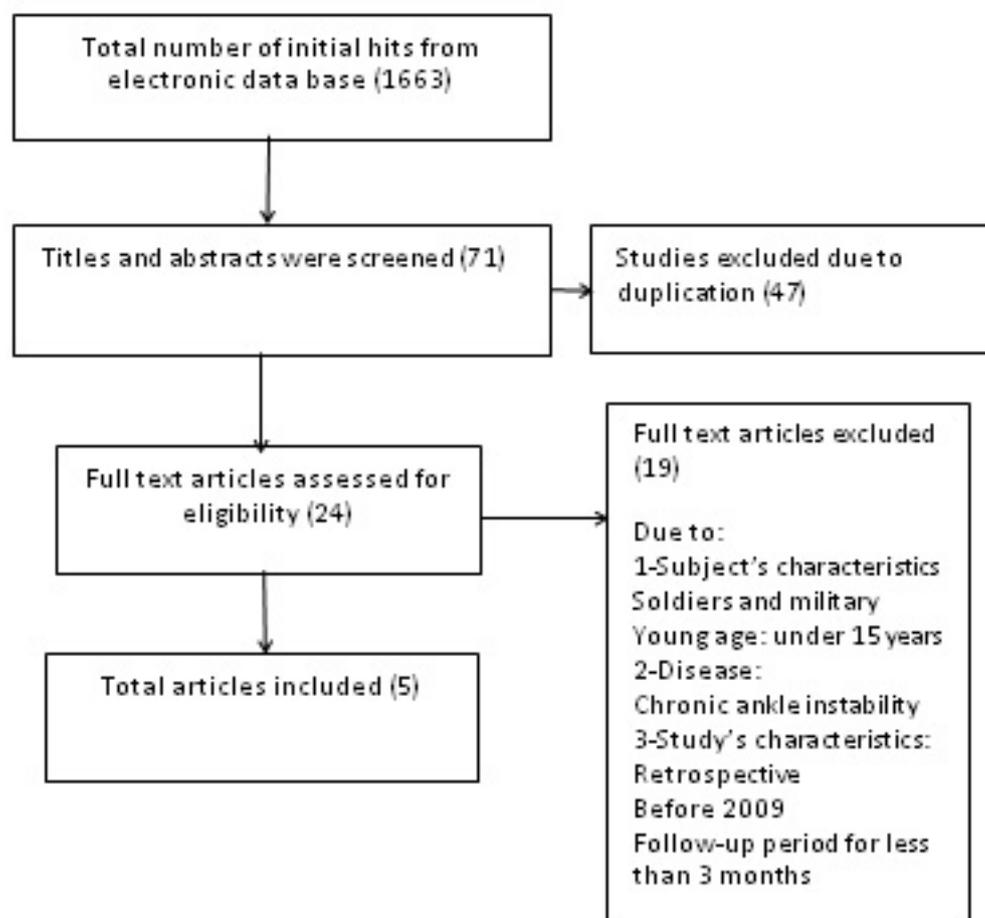 Total number of initial hits from
electronic data base (1663)
Titles and abstracts were screened (71)
Studies excluded due to
duplication (47)
Full text articles assessed for
eligibility (24)
Full text articles excluded
(19)
Due to:
1-Subject's characteristics
Soldiers and military
Young age: under 15 years
2-Disease:
Chronic ankle instability
3-Study's characteristics:
Retrospective
Before 2009
Follow-up period for less
than 3 months
Total articles included (5)